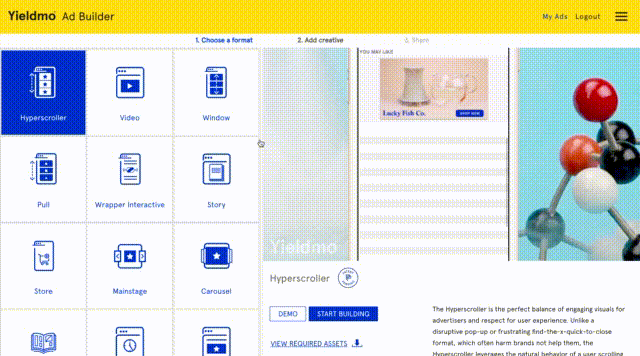 Yieldmo Ad Builder
My Ads Logout
1. Choose a format 2. Add creative 3. Share
Hyperscroller
Video
Window
Pull
Wrapper Interactive
Story
Store
Mainstage
Carousel
YOU MAY LIKE
Lucky Fish Co. SHOP NOW
Yieldmo
Hyperscroller
DEMO START BUILDING
VIEW REQUIRED ASSETS
The Hyperscroller is the perfect balance of engaging visuals for
advertisers and respect for user experience. Unlike a
disruptive pop-up or frustrating find-the-x-quick-to-close
format, which often harm brands not help them, the
Hyperscroller leverages the natural behavior of a user scrolling